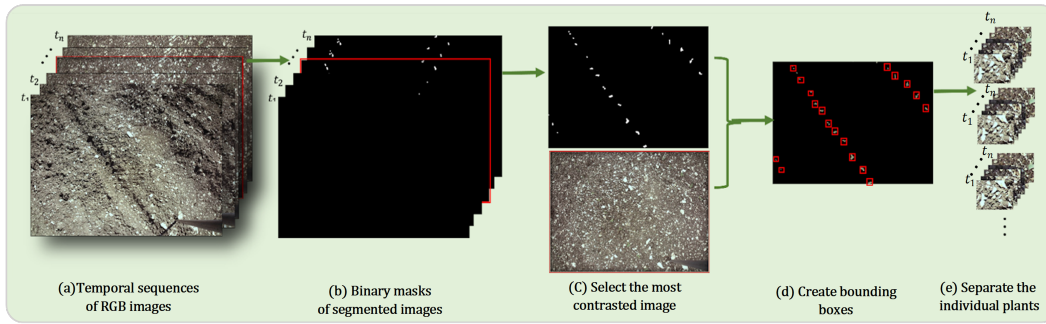 tn
t2
t1
tn
t2
t1
tn
t1
tn
t1
tn
t1
(a)Temporal sequences
of RGB images
(b) Binary masks
of segmented images
(C) Select the most
contrasted image
(d) Create bounding
boxes
(e) Separate the
individual plants